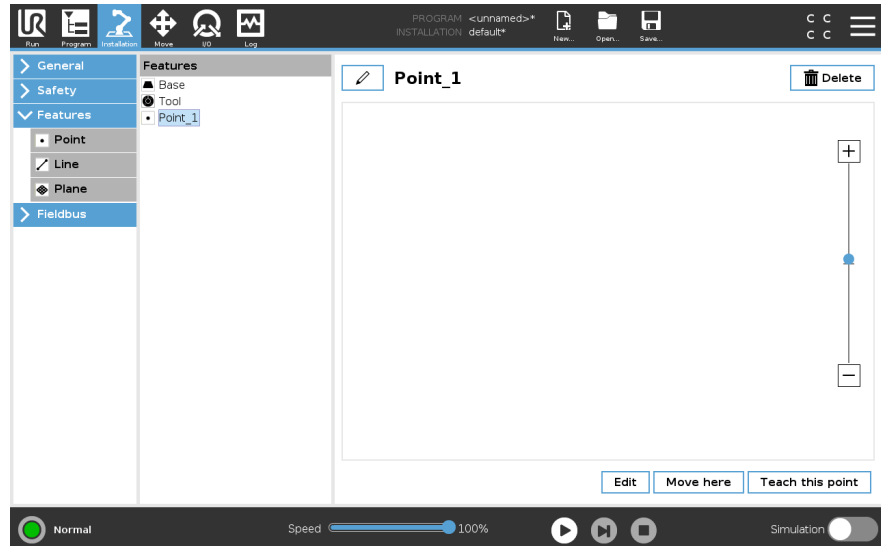 PROGRAM <unnamed>*
INSTALLATION default*
Run Program Installation Move I/O Log New... Open... Save...
C C
C C
General
Safety
Features
Point
Line
Plane
Fieldbus
Features
Base
Tool
Point_1
Point_1
Delete
+
−
Edit Move here Teach this point
Normal
Speed 100%
Simulation